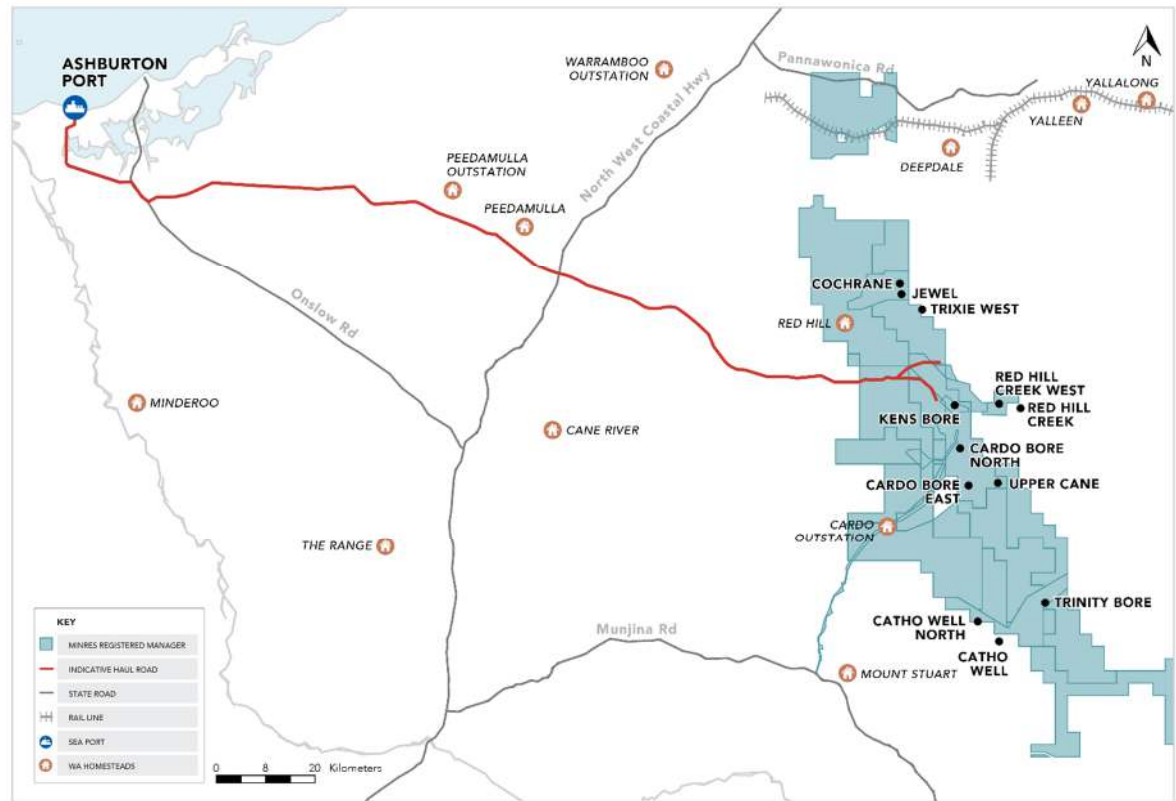 ASHBURTON
PORT
WARRAMBOO
OUTSTATION
North West Coastal Hwy
Pannawonica Rd
N
YALLALONG
YALLEEN
DEEPDALE
PEEDAMULLA
OUTSTATION
PEEDAMULLA
COCHRANE
JEWEL
TRIXIE WEST
RED HILL
Onslow Rd
RED HILL
CREEK WEST
RED HILL
CREEK
KENS BORE
MINDEROO
CANE RIVER
CARDO BORE
NORTH
CARDO BORE
EAST
UPPER CANE
CARDO
OUTSTATION
THE RANGE
TRINITY BORE
CATHO WELL
NORTH
CATHO
WELL
Munjina Rd
MOUNT STUART
KEY
MINRES REGISTERED MANAGER
INDICATIVE HAUL ROAD
STATE ROAD
RAIL LINE
SEA PORT
WA HOMESTEADS
0 8 20 Kilometers